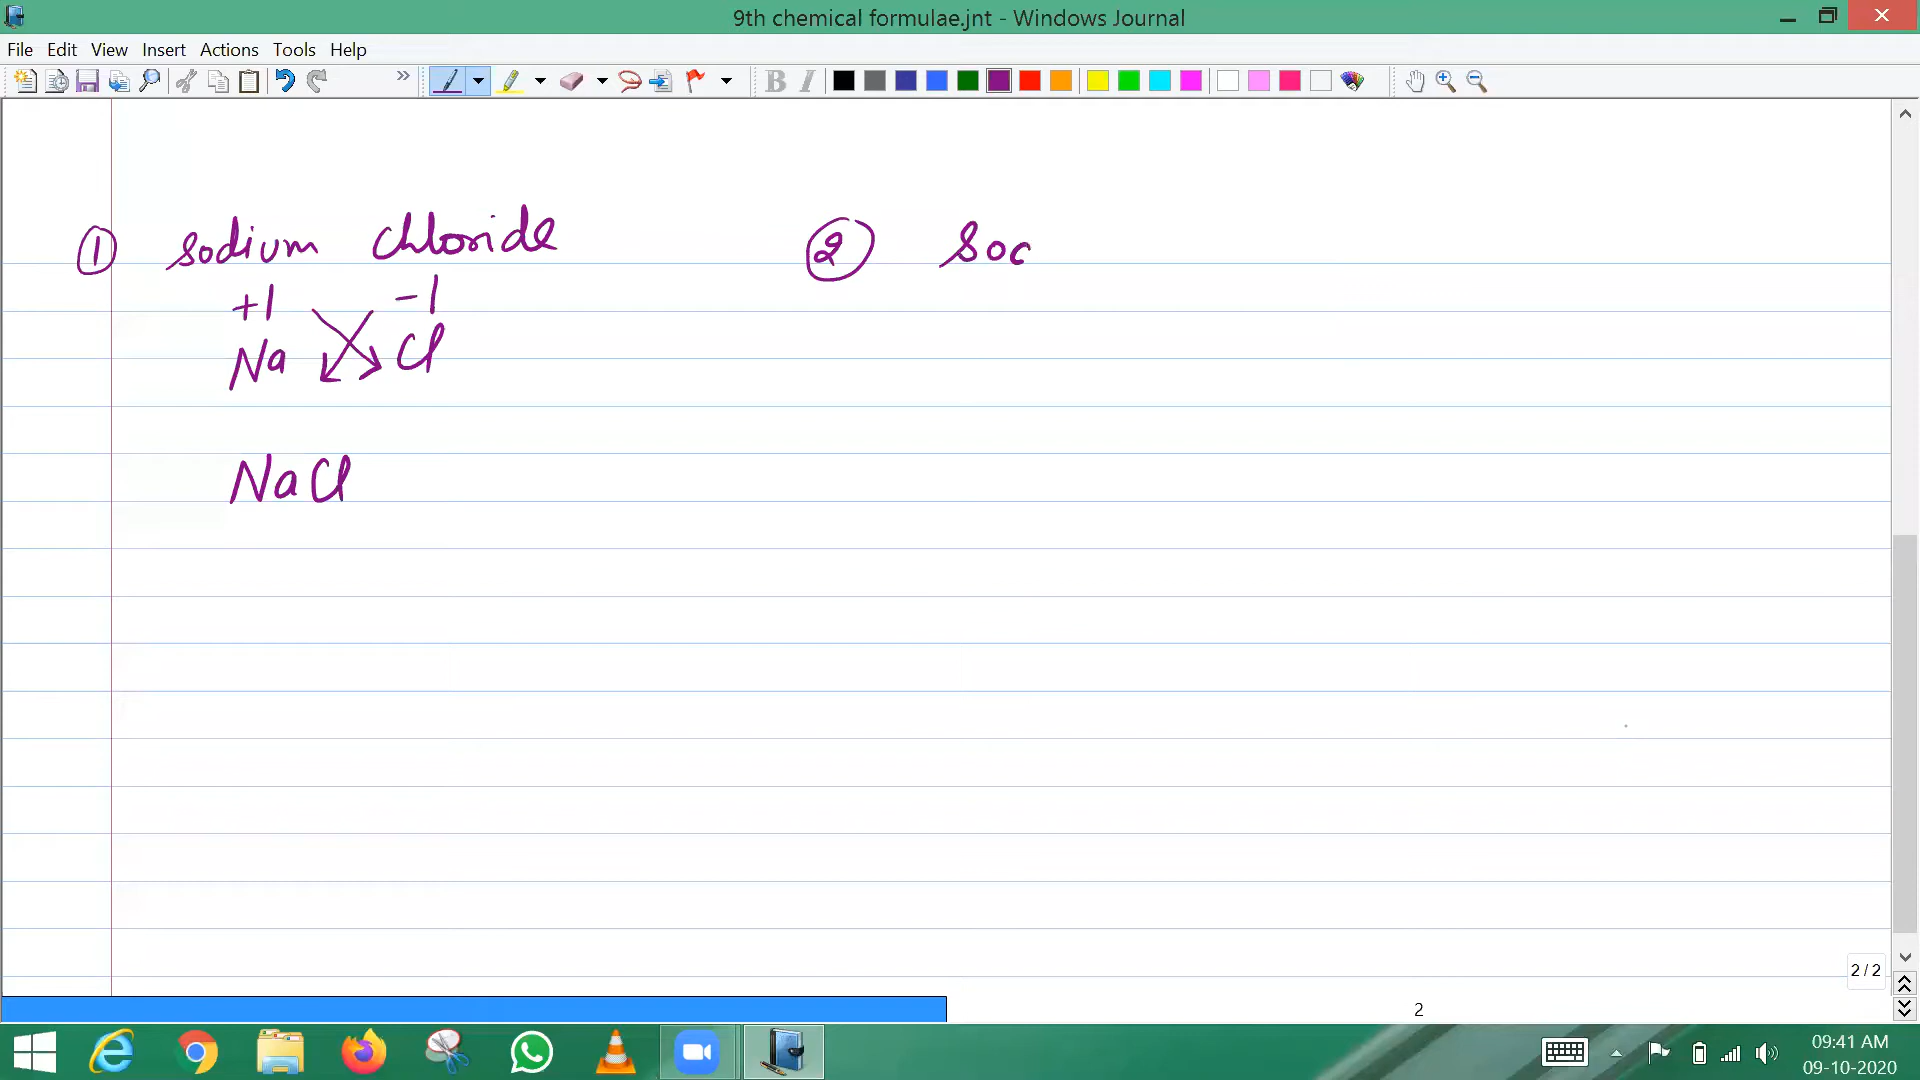 9th chemical formulae.jnt - Windows Journal
File Edit View Insert Actions Tools Help
B I
① sodium chloride
+1 -1
Na Cl
NaCl
② soc
2 / 2
2
09:41 AM
09-10-2020